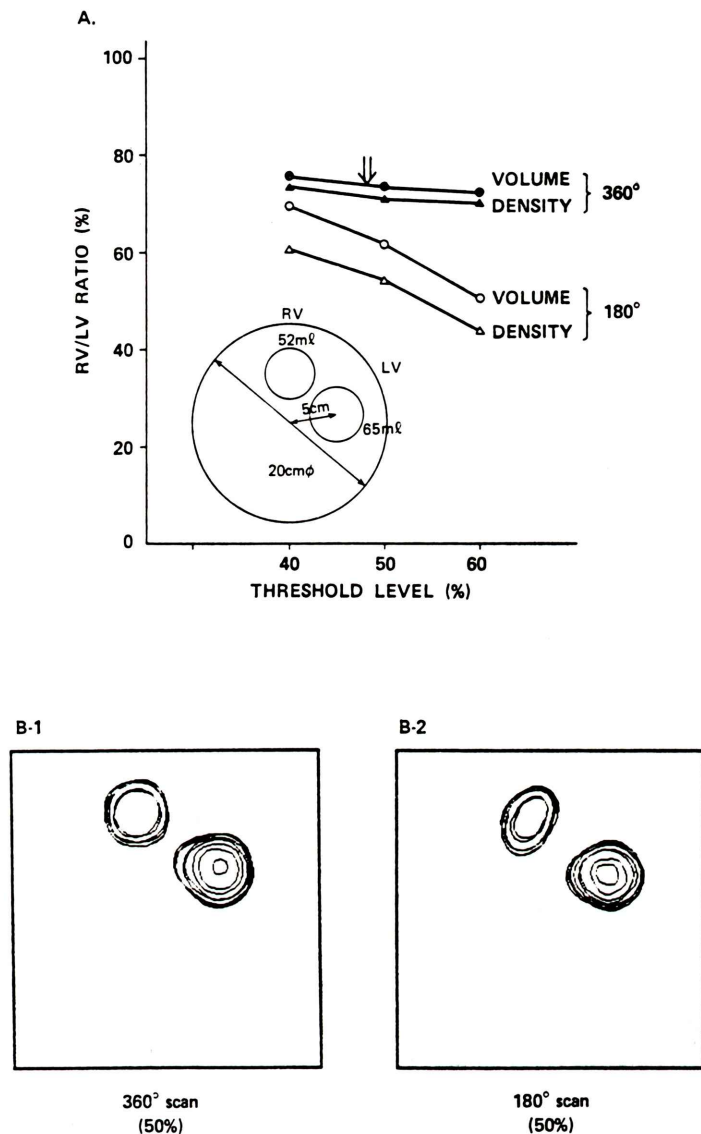 A.
RV/LV RATIO (%)
100
80
60
40
20
0
40 50 60
THRESHOLD LEVEL (%)
VOLUME
DENSITY
360°
VOLUME
DENSITY
180°
RV
52mℓ
LV
5cm
65mℓ
20cmϕ
B-1
B-2
360° scan
(50%)
180° scan
(50%)